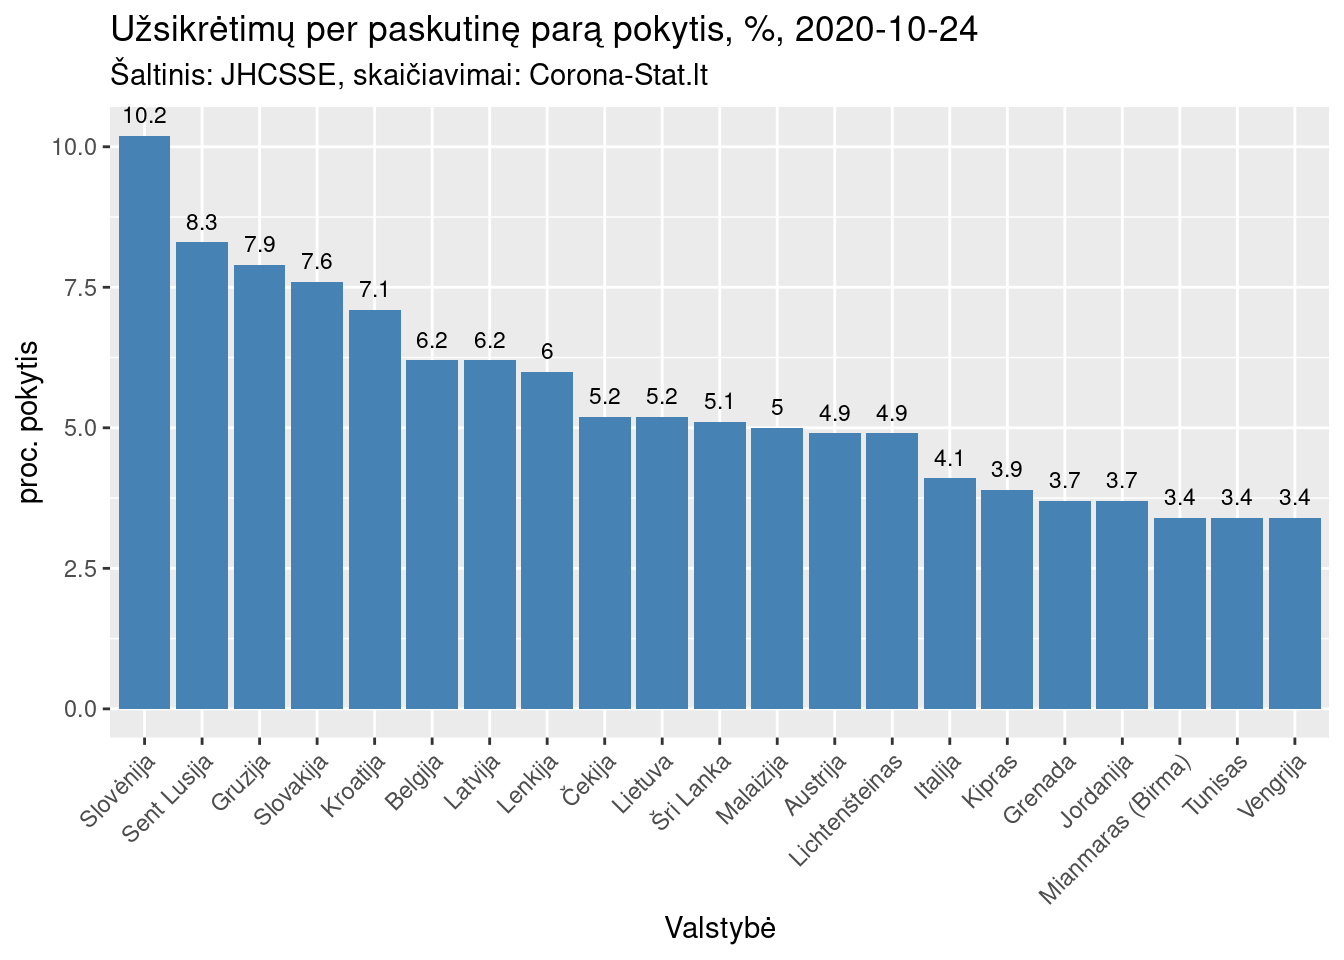 Užsikrėtimų per paskutinę parą pokytis, %, 2020-10-24
Šaltinis: JHCSSE, skaičiavimai: Corona-Stat.lt
proc. pokytis
10.0
7.5
5.0
2.5
0.0
10.2
8.3
7.9
7.6
7.1
6.2
6.2
6
5.2
5.2
5.1
5
4.9
4.9
4.1
3.9
3.7
3.7
3.4
3.4
3.4
Slovėnija
Sent Lusija
Gruzija
Slovakija
Kroatija
Belgija
Latvija
Lenkija
Čekija
Lietuva
Šri Lanka
Malaizija
Austrija
Lichtenšteinas
Italija
Kipras
Grenada
Jordanija
Mianmaras (Birma)
Tunisas
Vengrija
Valstybė